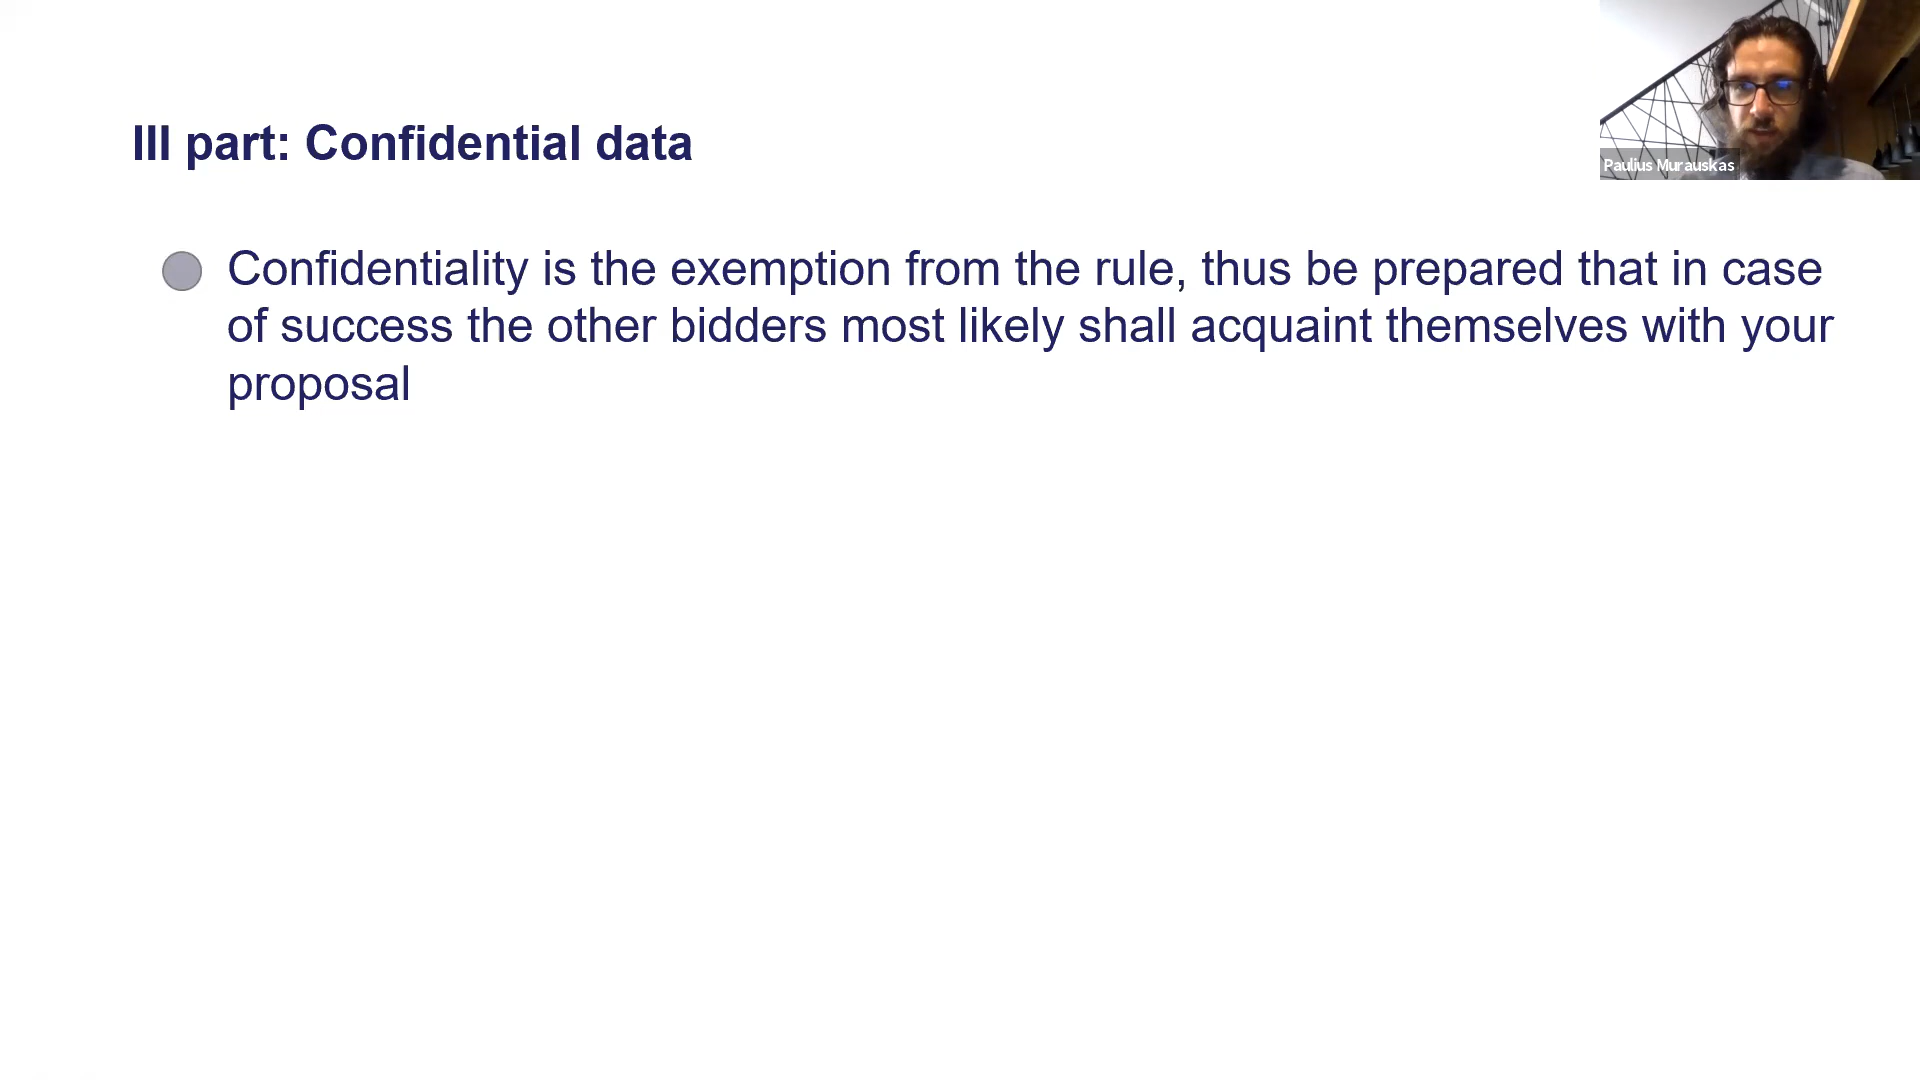 III part: Confidential data
Paulius Murauskas
Confidentiality is the exemption from the rule, thus be prepared that in case
of success the other bidders most likely shall acquaint themselves with your
proposal